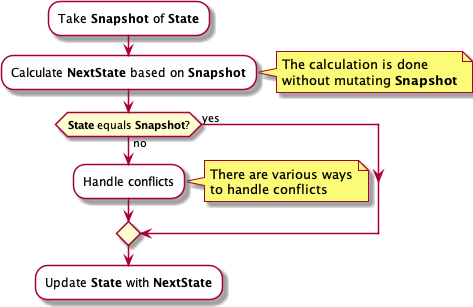 Take Snapshot of State
Calculate NextState based on Snapshot
The calculation is done
without mutating Snapshot
State equals Snapshot?
yes
no
Handle conflicts
There are various ways
to handle conflicts
Update State with NextState